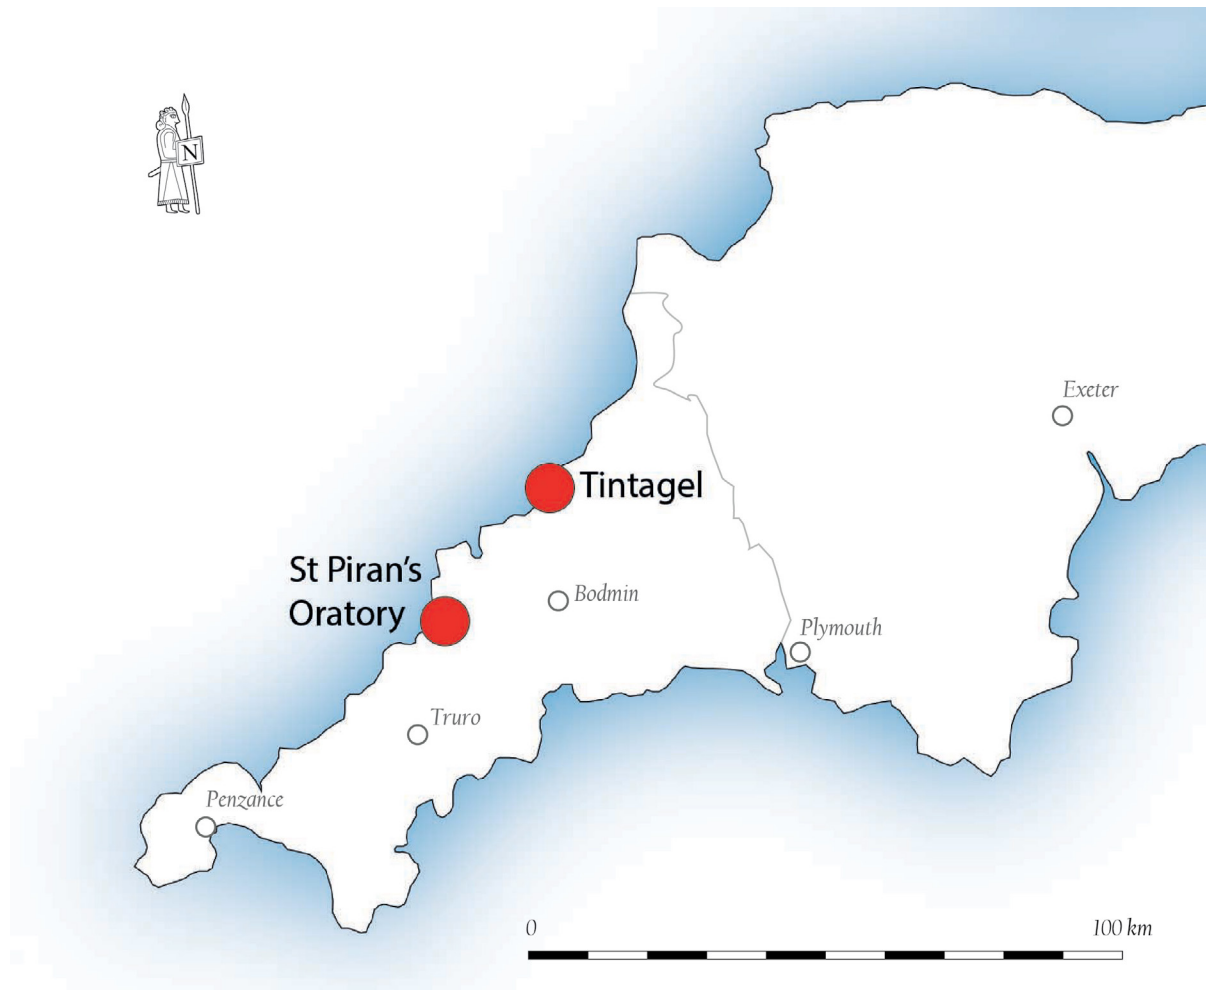 N
Exeter
Tintagel
St Piran's
Oratory
Bodmin
Plymouth
Truro
Penzance
0
100 km